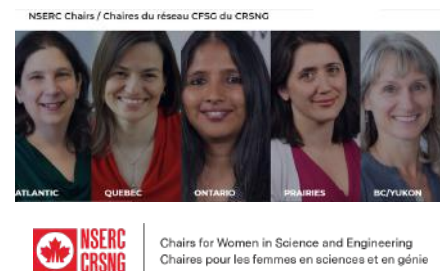 NSERC Chairs / Chaires du réseau CFSG du CRSNG
ATLANTIC QUEBEC ONTARIO PRAIRIES BC/YUKON
NSERC
CRSNG
Chairs for Women in Science and Engineering
Chaires pour les femmes en sciences et en génie